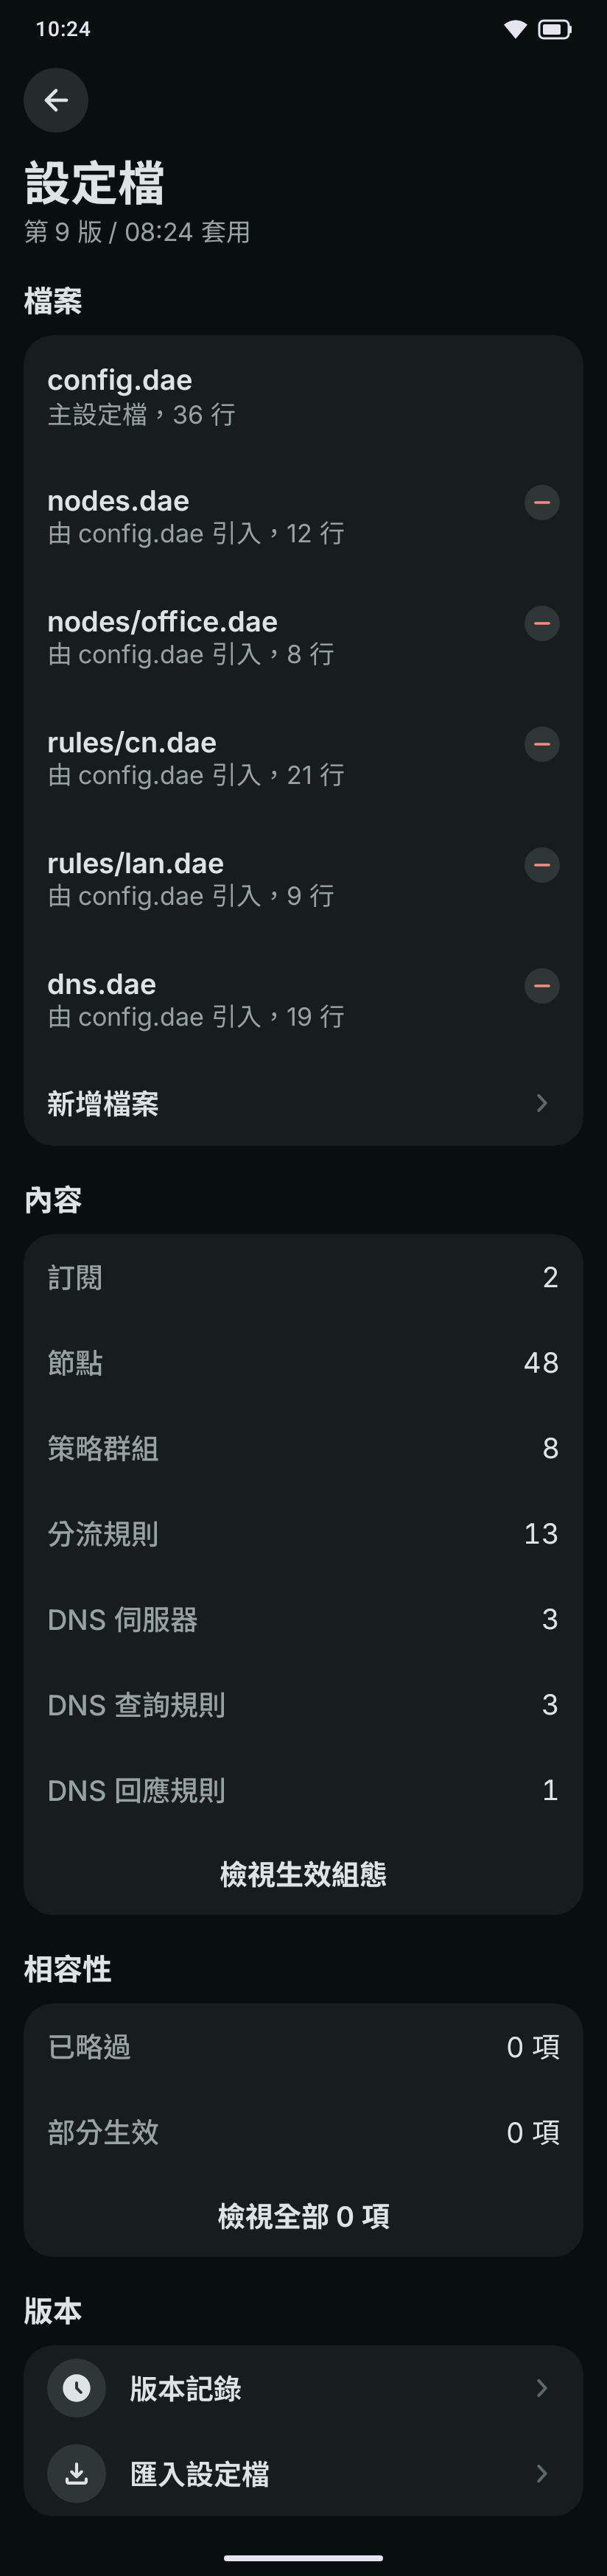 10:24
設定檔
第 9 版 / 08:24 套用
檔案
config.dae
主設定檔，36 行
nodes.dae
由 config.dae 引入，12 行
nodes/office.dae
由 config.dae 引入，8 行
rules/cn.dae
由 config.dae 引入，21 行
rules/lan.dae
由 config.dae 引入，9 行
dns.dae
由 config.dae 引入，19 行
新增檔案
內容
訂閱 2
節點 48
策略群組 8
分流規則 13
DNS 伺服器 3
DNS 查詢規則 3
DNS 回應規則 1
檢視生效組態
相容性
已略過 0 項
部分生效 0 項
檢視全部 0 項
版本
版本記錄
匯入設定檔